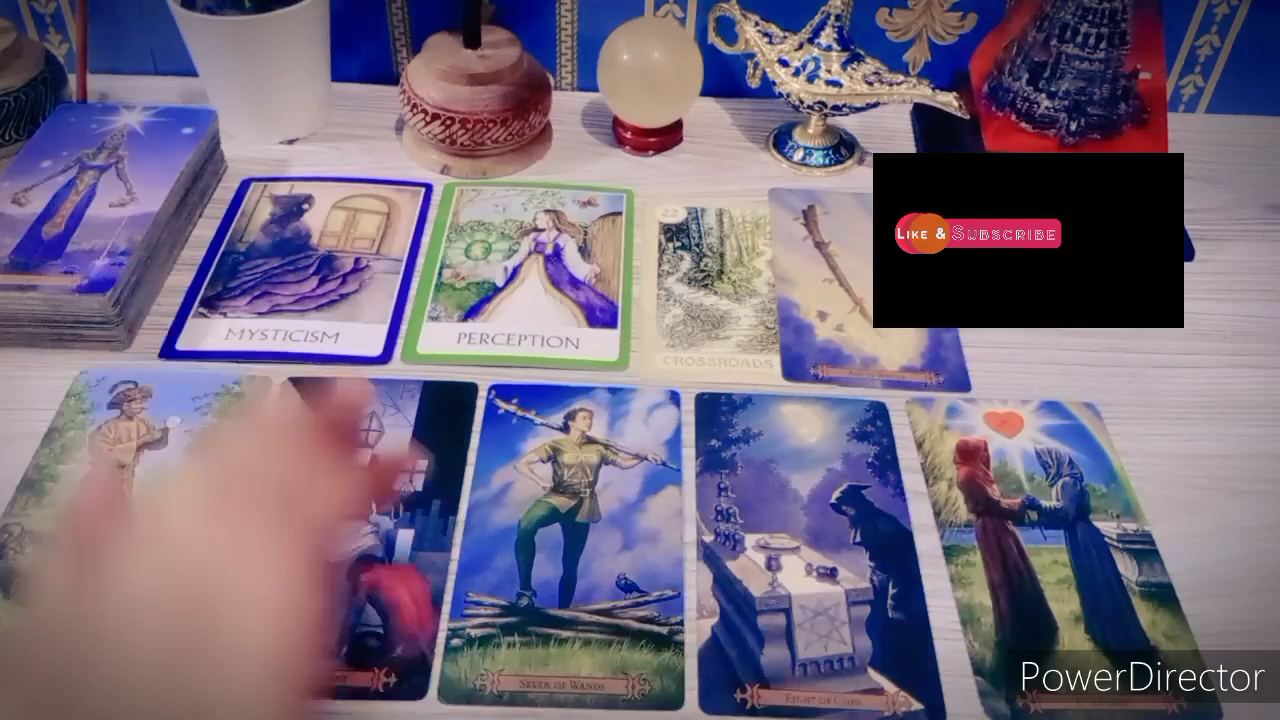 LIKE & SUBSCRIBE
22
MYSTICISM
PERCEPTION
CROSSROADS
SEVEN OF WANDS
EIGHT OF CUPS
PowerDirector